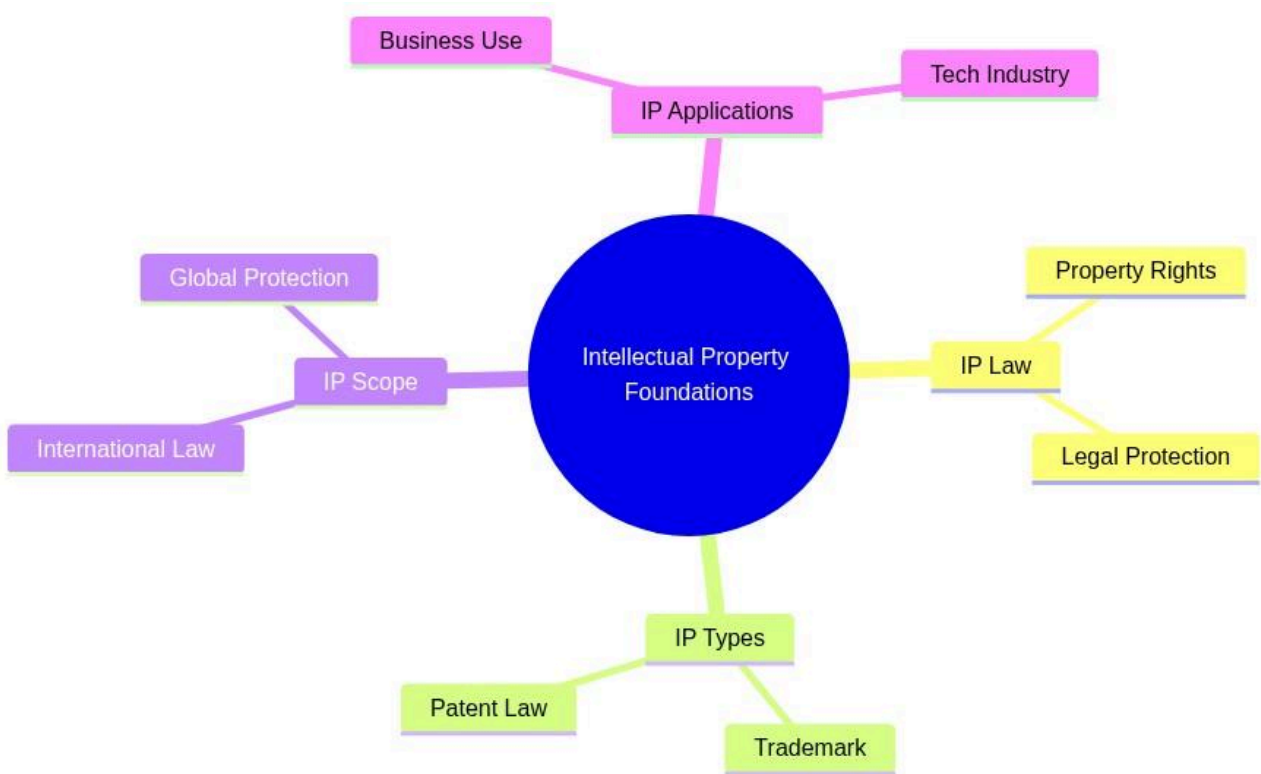 Business Use
Tech Industry
IP Applications
Global Protection
Property Rights
Intellectual Property
Foundations
IP Law
IP Scope
International Law
Legal Protection
IP Types
Patent Law
Trademark